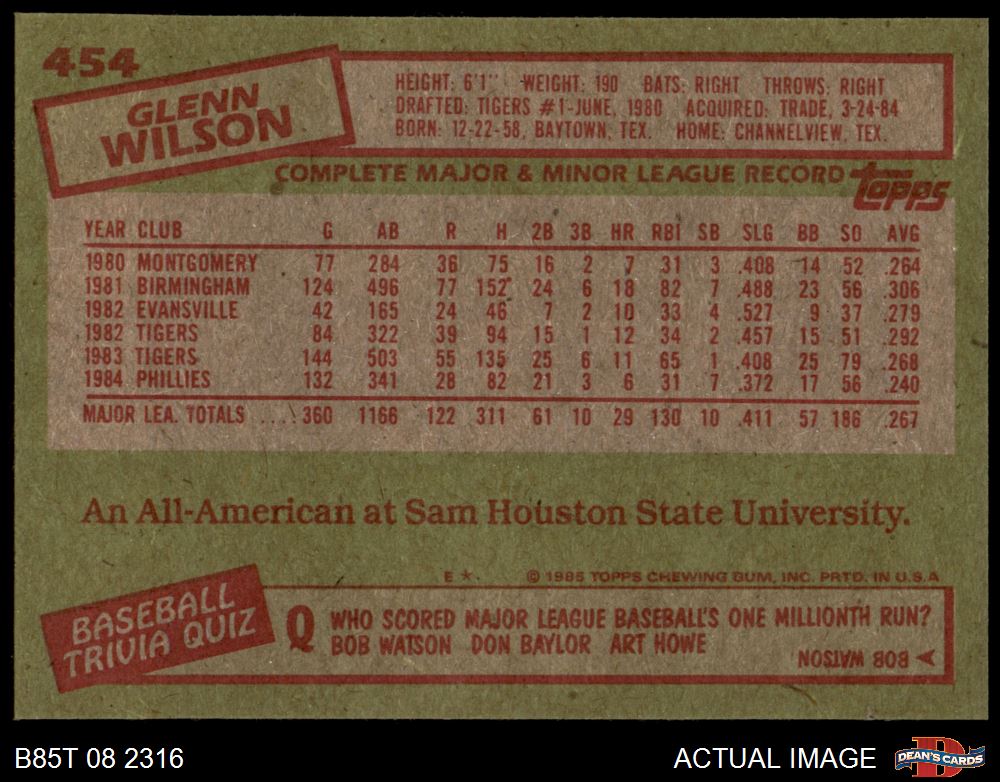 454
GLENN
WILSON
HEIGHT: 6'1" WEIGHT: 190 BATS: RIGHT THROWS: RIGHT
DRAFTED: TIGERS #1-JUNE, 1980 ACQUIRED: TRADE, 3-24-84
BORN: 12-22-58, BAYTOWN, TEX. HOME: CHANNELVIEW, TEX.
COMPLETE MAJOR & MINOR LEAGUE RECORD topps
YEAR CLUB G AB R H 2B 3B HR RBI SB SLG BB SO AVG
1980 MONTGOMERY 77 284 36 75 16 2 7 31 3 .408 14 52 .264
1981 BIRMINGHAM 124 496 77 152 24 6 18 82 7 .488 23 56 .306
1982 EVANSVILLE 42 165 24 46 7 2 10 33 4 .527 9 37 .279
1982 TIGERS 84 322 39 94 15 1 12 34 2 .457 15 51 .292
1983 TIGERS 144 503 55 135 25 6 11 65 1 .408 25 79 .268
1984 PHILLIES 132 341 28 82 21 3 6 31 7 .372 17 56 .240
MAJOR LEA. TOTALS .... 360 1166 122 311 61 10 29 130 10 .411 57 186 .267
An All-American at Sam Houston State University.
E★ © 1985 TOPPS CHEWING GUM, INC. PRTD. IN U.S.A
BASEBALL
TRIVIA QUIZ
Q WHO SCORED MAJOR LEAGUE BASEBALL'S ONE MILLIONTH RUN?
BOB WATSON DON BAYLOR ART HOWE
BOB WATSON
B85T 08 2316
ACTUAL IMAGE
D
DEAN'S CARDS